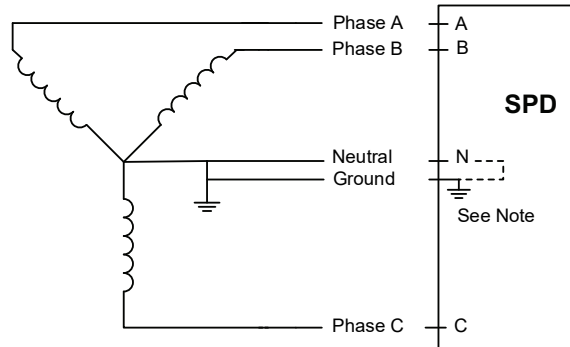 Phase A A
Phase B B
SPD
Neutral N
Ground
See Note
Phase C C